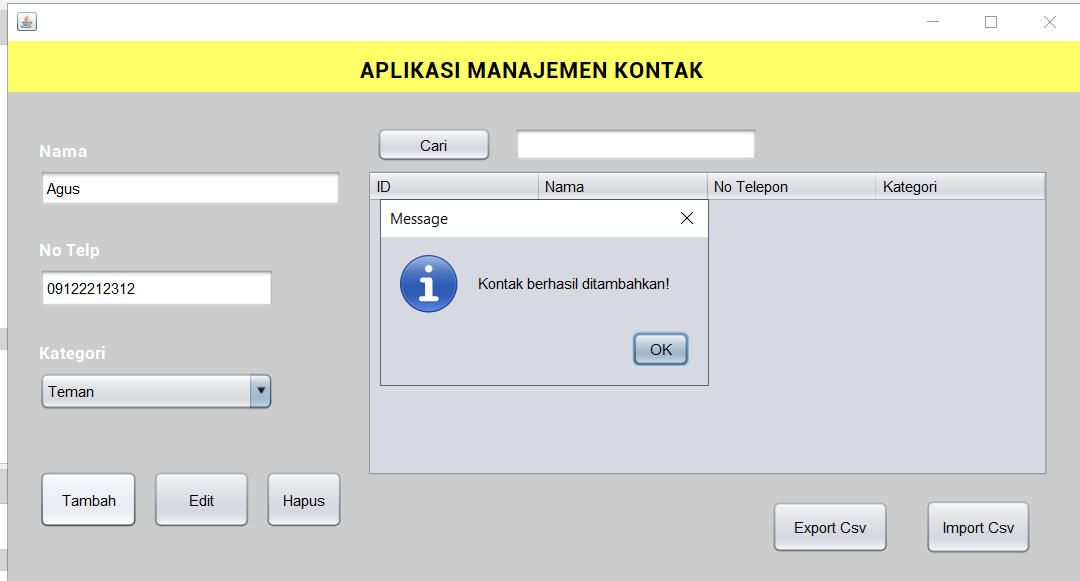 APLIKASI MANAJEMEN KONTAK
Nama
Agus
No Telp
09122212312
Kategori
Teman
Tambah
Edit
Hapus
Cari
ID
Nama
No Telepon
Kategori
Message
Kontak berhasil ditambahkan!
OK
Export Csv
Import Csv